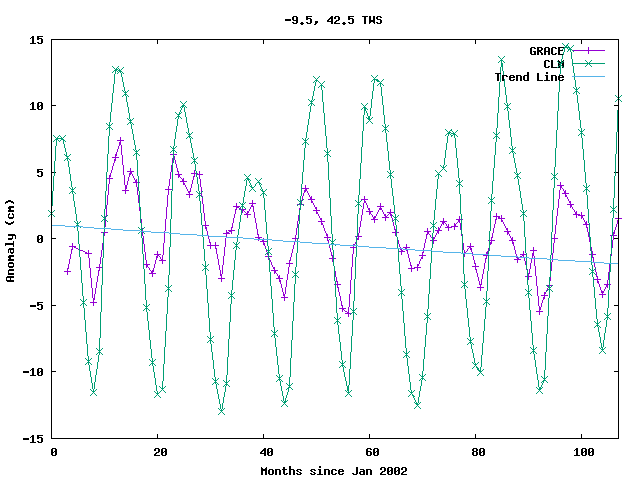 -9.5, 42.5 TWS
GRACE
CLM
Trend Line
15
10
5
0
-5
-10
-15
Anomaly (cm)
0 20 40 60 80 100
Months since Jan 2002